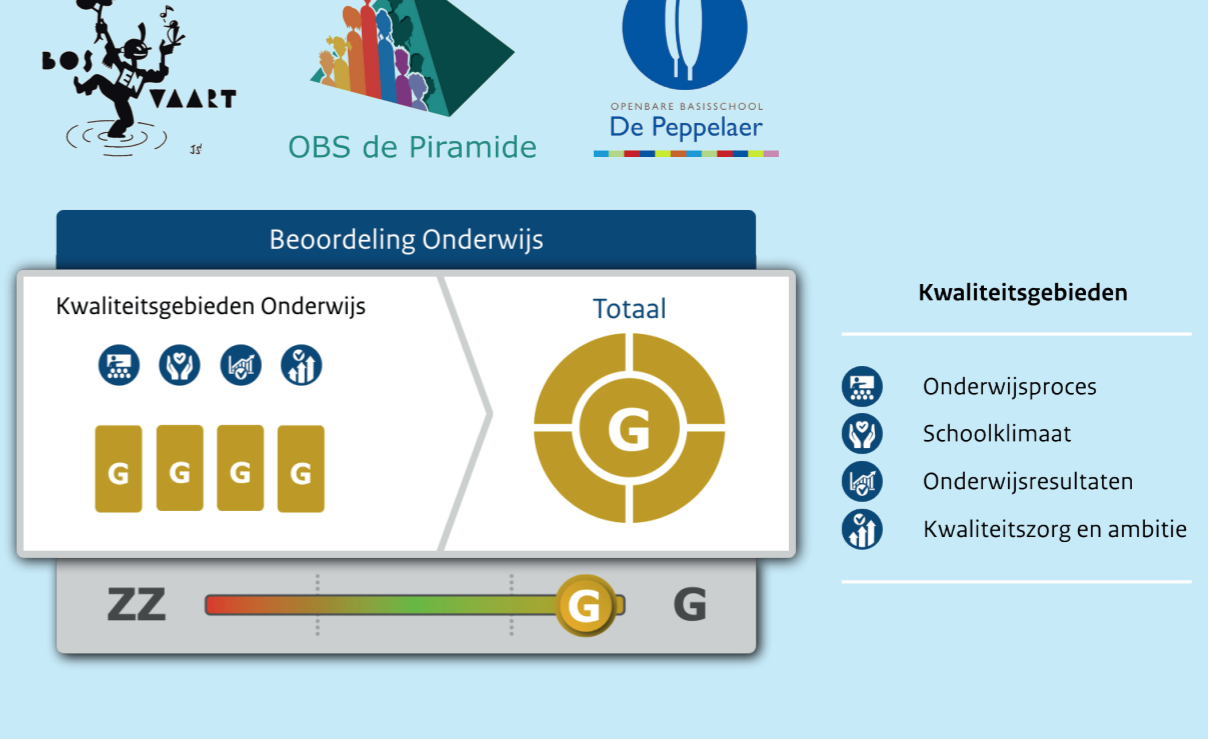 BOS
EN
VAART
OBS de Piramide
OPENBARE BASISSCHOOL
De Peppelaer
Beoordeling Onderwijs
Kwaliteitsgebieden Onderwijs
Totaal
G
G
G
G
G
ZZ
G
G
Kwaliteitsgebieden
Onderwijsproces
Schoolklimaat
Onderwijsresultaten
Kwaliteitszorg en ambitie